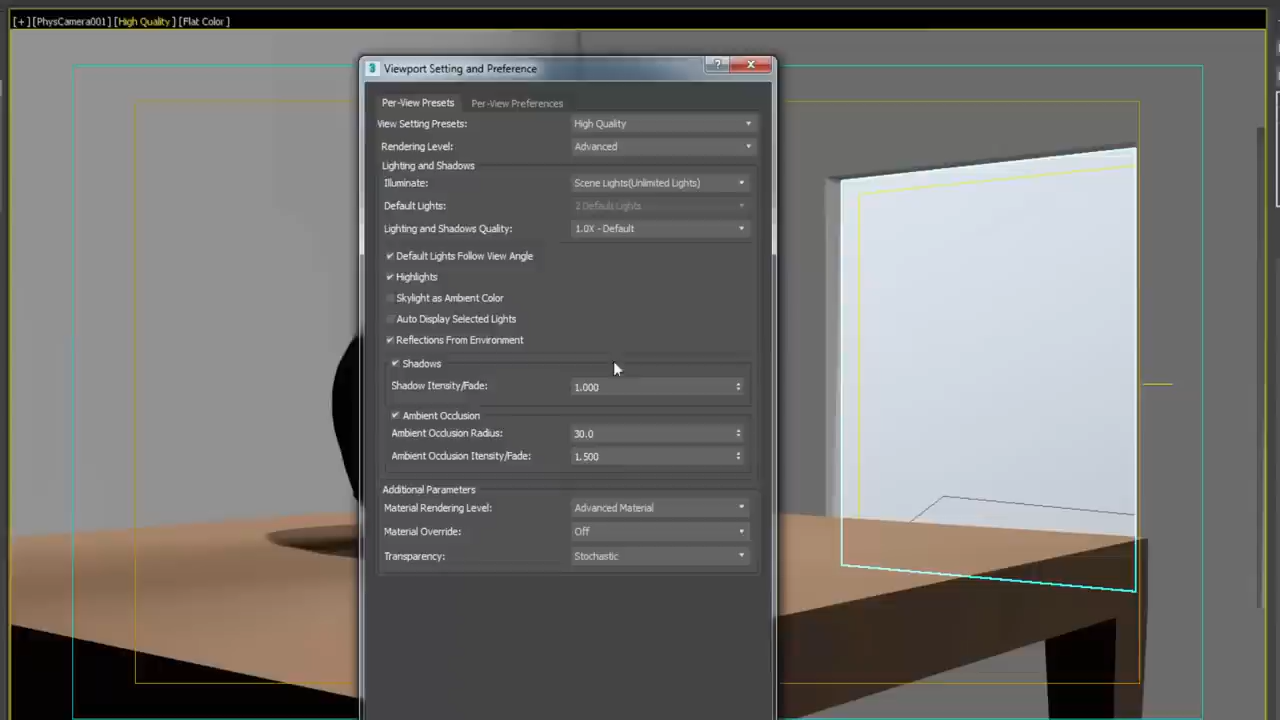 [+] [PhysCamera001] [High Quality ] [Flat Color ]
Viewport Setting and Preference
Per-View Presets Per-View Preferences
View Setting Presets: High Quality
Rendering Level: Advanced
Lighting and Shadows
Illuminate: Scene Lights(Unlimited Lights)
Default Lights: 2 Default Lights
Lighting and Shadows Quality: 1.0X - Default
Default Lights Follow View Angle
Highlights
Skylight as Ambient Color
Auto Display Selected Lights
Reflections From Environment
Shadows
Shadow Itensity/Fade: 1.000
Ambient Occlusion
Ambient Occlusion Radius: 30.0
Ambient Occlusion Itensity/Fade: 1.500
Additional Parameters
Material Rendering Level: Advanced Material
Material Override: Off
Transparency: Stochastic